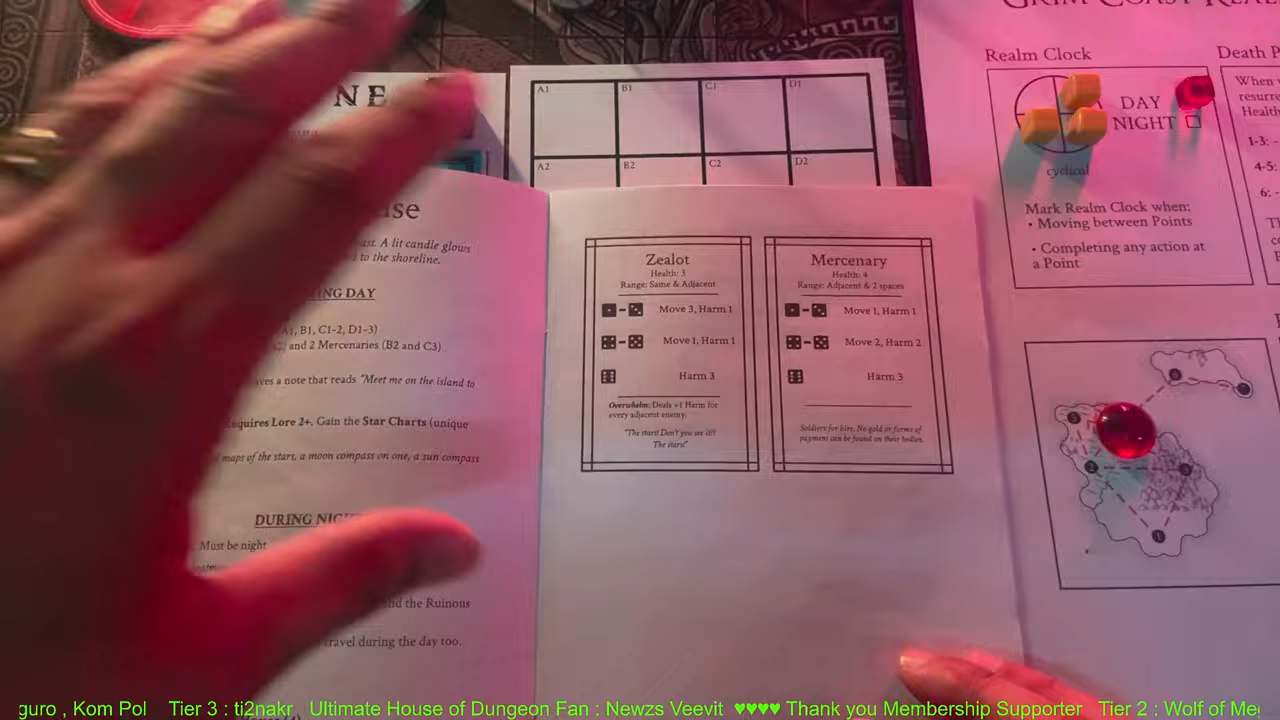 GRIM COAST
NE
A1
B1
C1
D1
A2
B2
C2
D2
use
ast. A lit candle glows
to the shoreline.
DAY
A1, B1, C1-2, D1-3)
and 2 Mercenaries (B2 and C3)
aves a note that reads "Meet me on the island to
equires Lore 2+. Gain the Star Charts (unique
maps of the stars, a moon compass on one, a sun compass
DURING
Must be night
nd the Ruinous
travel during the day too.
Zealot
Health: 3
Range: Same & Adjacent
Move 3, Harm 1
Move 1, Harm 1
Harm 3
Overwhelm: Deals +1 Harm for
every adjacent enemy.
"The stars! Don't you see it?!
The stars!"
Mercenary
Health: 4
Range: Adjacent & 2 spaces
Move 1, Harm 1
Move 2, Harm 2
Harm 3
Soldiers for hire. No gold or forms of
payment can be found on their bodies.
Realm Clock
DAY
NIGHT
cyclical
Mark Realm Clock when:
• Moving between Points
• Completing any action at
a Point
Death
When
resurre
Health
1-3: -
4-5:
6: -
guro , Kom Pol Tier 3 : ti2nakr , Ultimate House of Dungeon Fan : Newzs Veevit ♥♥♥♥ Thank you Membership Supporter Tier 2 : Wolf of Me